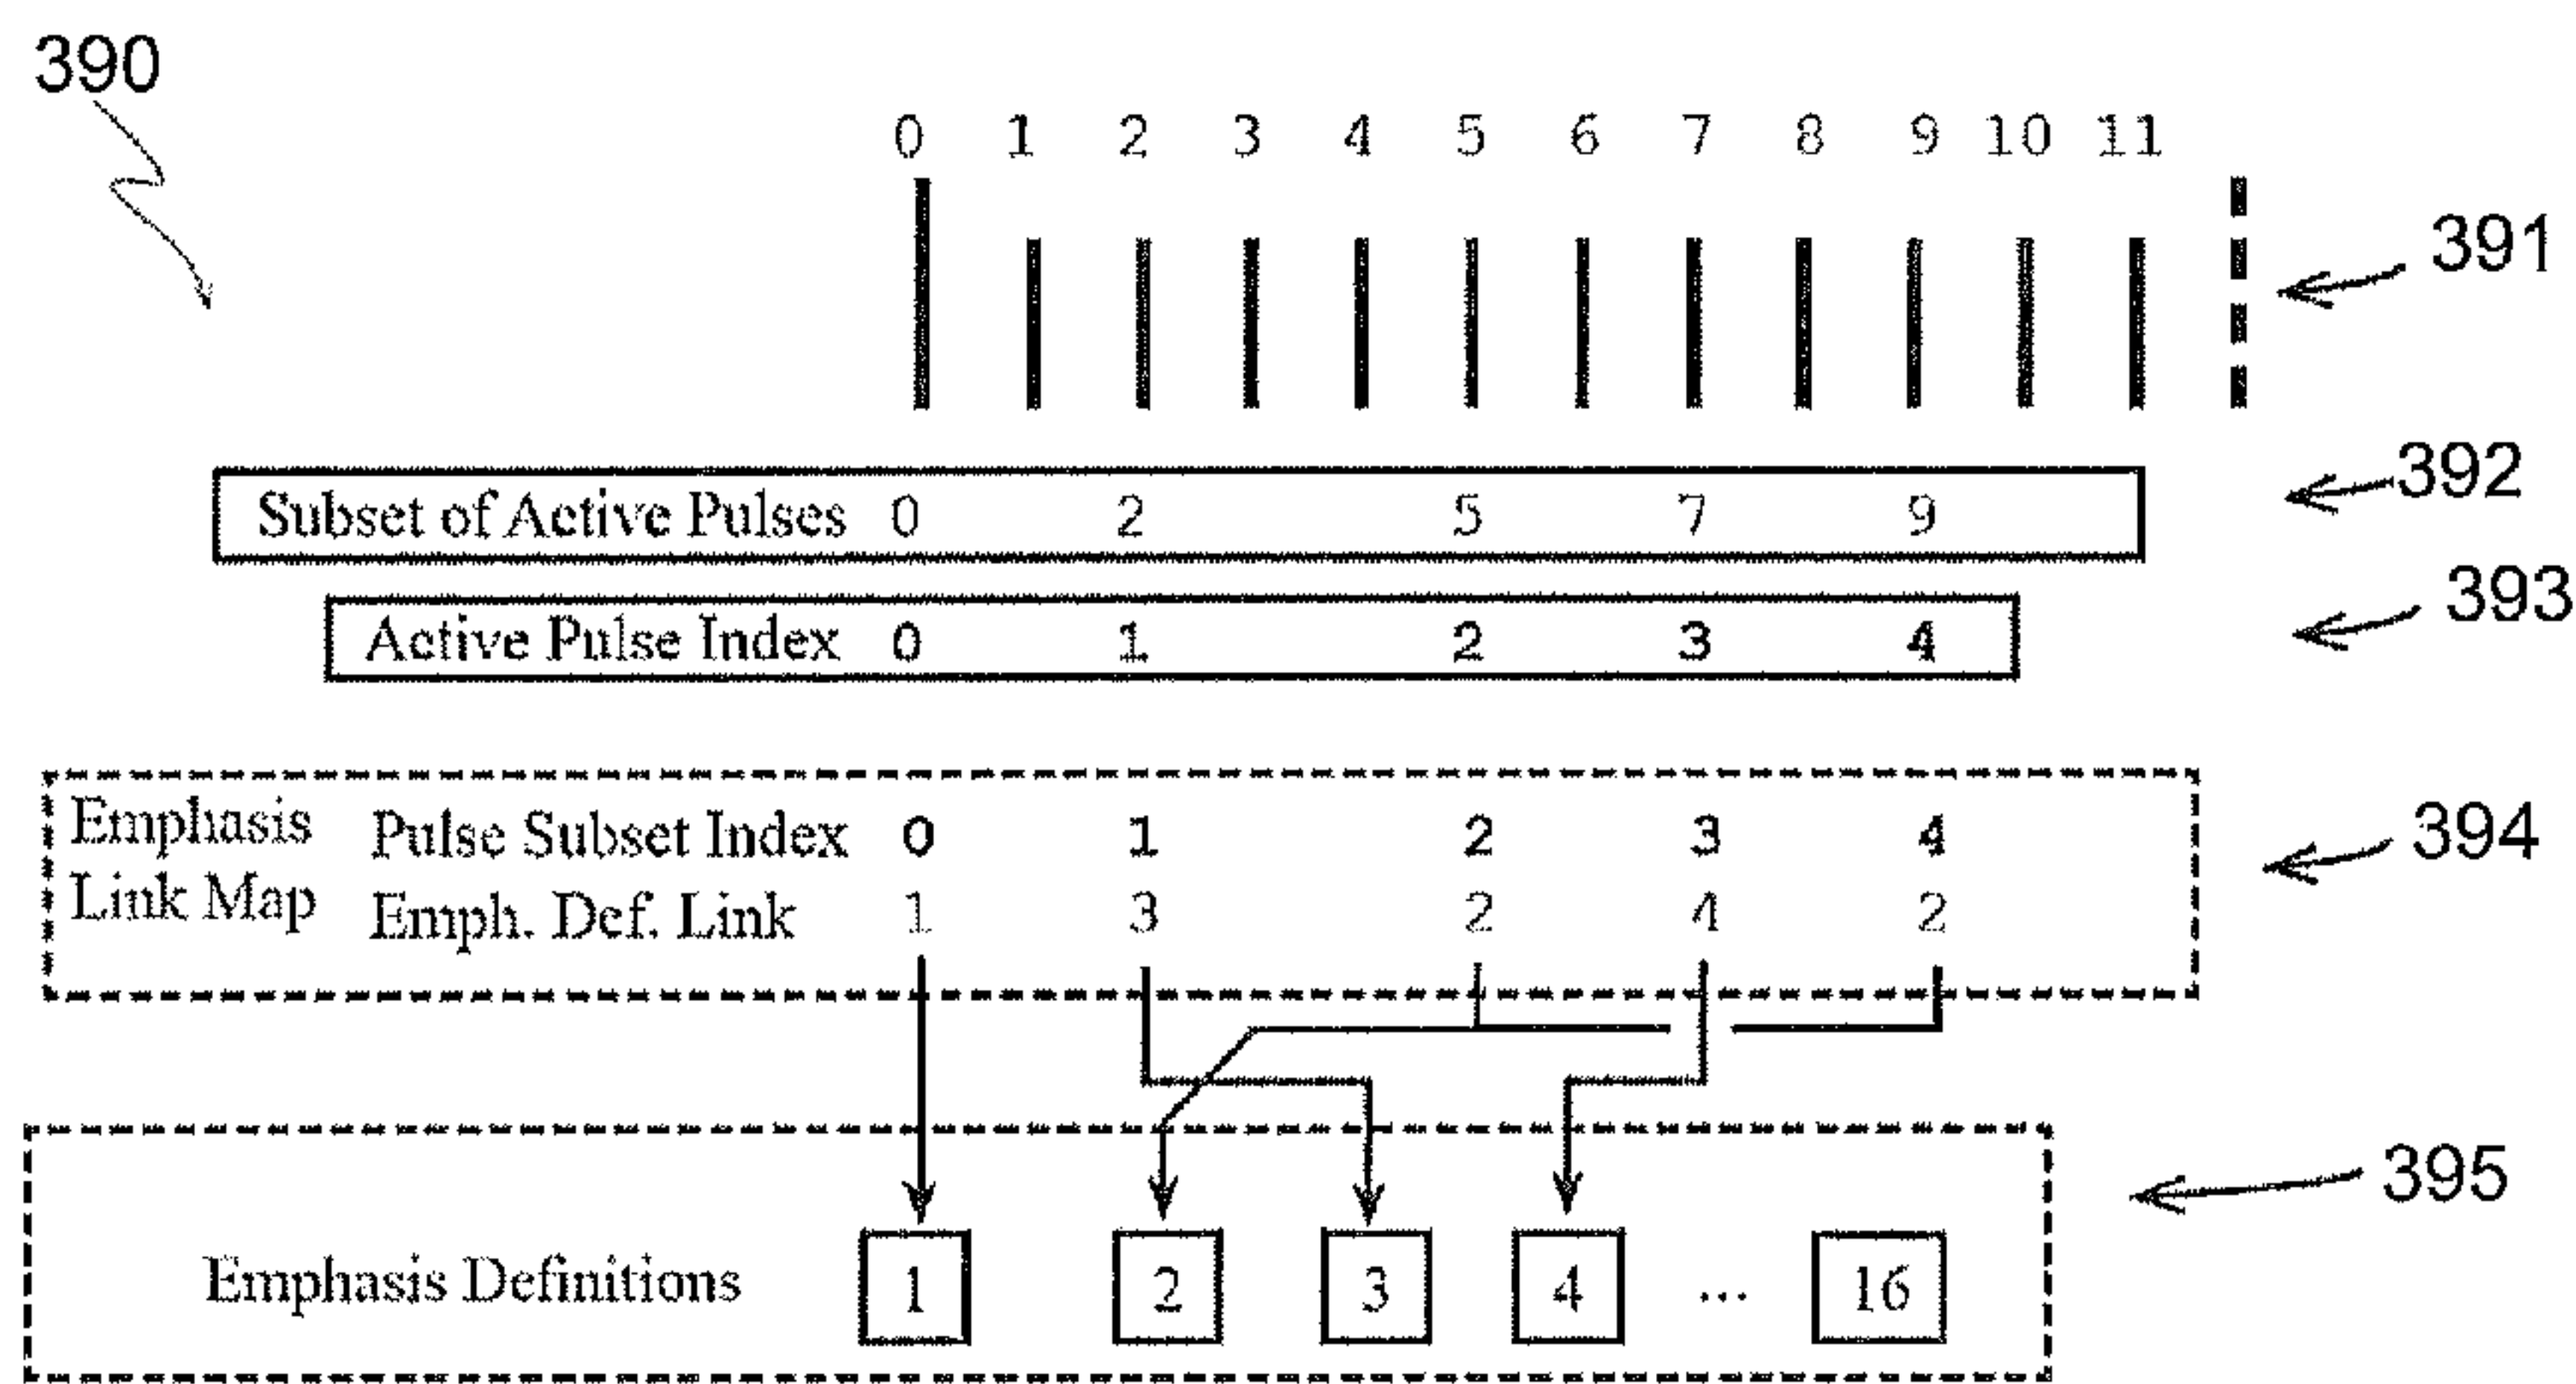 390
0 1 2 3 4 5 6 7 8 9 10 11
391
Subset of Active Pulses 0 2 5 7 9
392
Active Pulse Index 0 1 2 3 4
393
Emphasis Link Map
Pulse Subset Index 0 1 2 3 4
Emph. Def. Link 1 3 2 4 2
394
Emphasis Definitions 1 2 3 4 ... 16
395